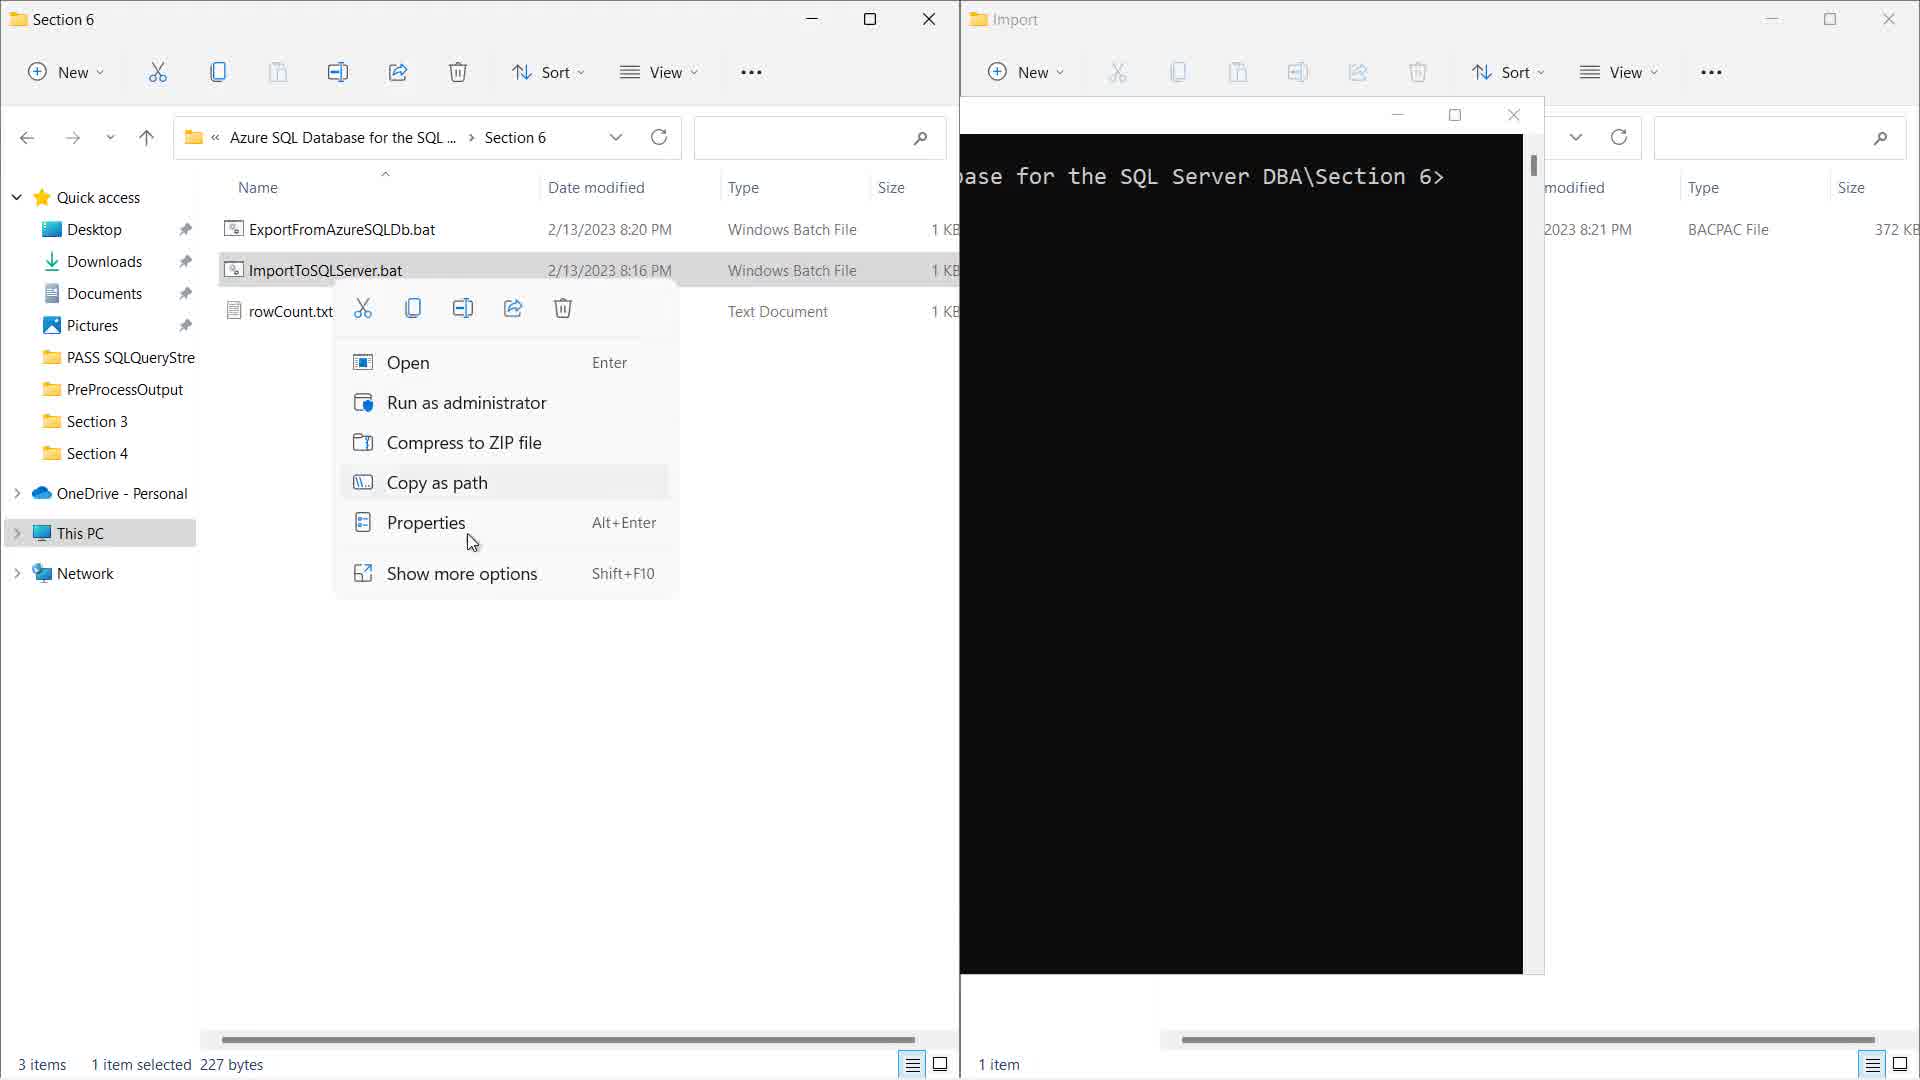 Section 6
New
Sort
View
Azure SQL Database for the SQL ... > Section 6
Name
Date modified
Type
Size
Quick access
Desktop
Downloads
Documents
Pictures
PASS SQLQueryStre
PreProcessOutput
Section 3
Section 4
OneDrive - Personal
This PC
Network
ExportFromAzureSQLDb.bat
2/13/2023 8:20 PM
Windows Batch File
1 KB
ImportToSQLServer.bat
2/13/2023 8:16 PM
Windows Batch File
1 KB
rowCount.txt
Text Document
1 KB
Open
Enter
Run as administrator
Compress to ZIP file
Copy as path
Properties
Alt+Enter
Show more options
Shift+F10
3 items
1 item selected 227 bytes
Import
New
Sort
View
base for the SQL Server DBA\Section 6>
modified
Type
Size
2023 8:21 PM
BACPAC File
372 KB
1 item